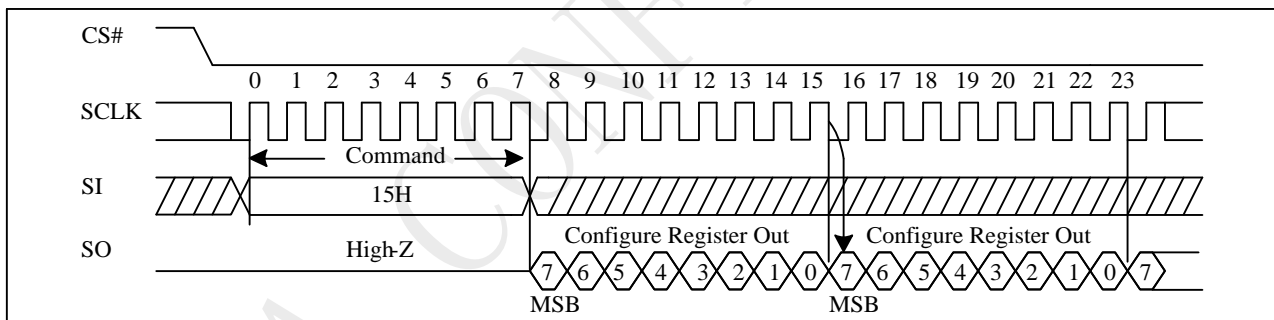 CS#
0 1 2 3 4 5 6 7 8 9 10 11 12 13 14 15 16 17 18 19 20 21 22 23
SCLK
Command
SI
15H
SO
High-Z
Configure Register Out
Configure Register Out
7 6 5 4 3 2 1 0 7 6 5 4 3 2 1 0 7
MSB
MSB